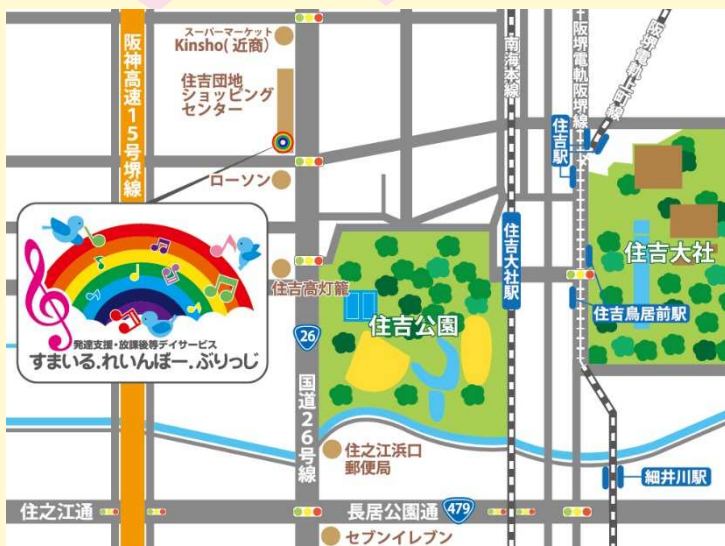 スーパーマーケット
Kinsho(近商)
住吉団地
ショッピング
センター
阪神高速15号堺線
南海本線
阪堺電軌阪堺線
阪堺電軌上町線
住吉駅
ローソン
住吉大社
住吉大社駅
住吉高灯籠
住吉公園
住吉鳥居前駅
発達支援・放課後等デイサービス
すまいる.れいんぼー.ぶりっじ
26
国道26号線
住之江浜口
郵便局
細井川駅
住之江通
長居公園通
479
セブンイレブン